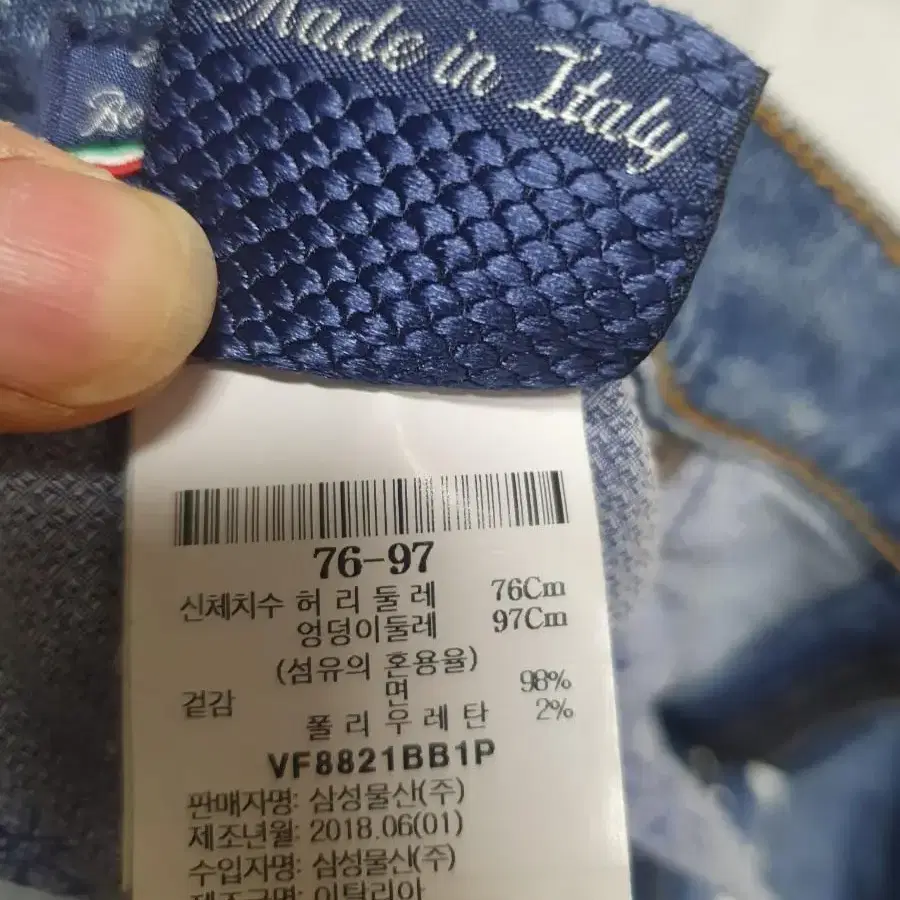 Made in Italy
76-97
신체치수 허 리 둘 레 76Cm
엉덩이둘레 97Cm
(섬유의 혼용율)
겉감 면 98%
폴 리 우 레 탄 2%
VF8821BB1P
판매자명: 삼성물산(주)
제조년월: 2018.06(01)
수입자명: 삼성물산(주)
제조국명: 이탈리아